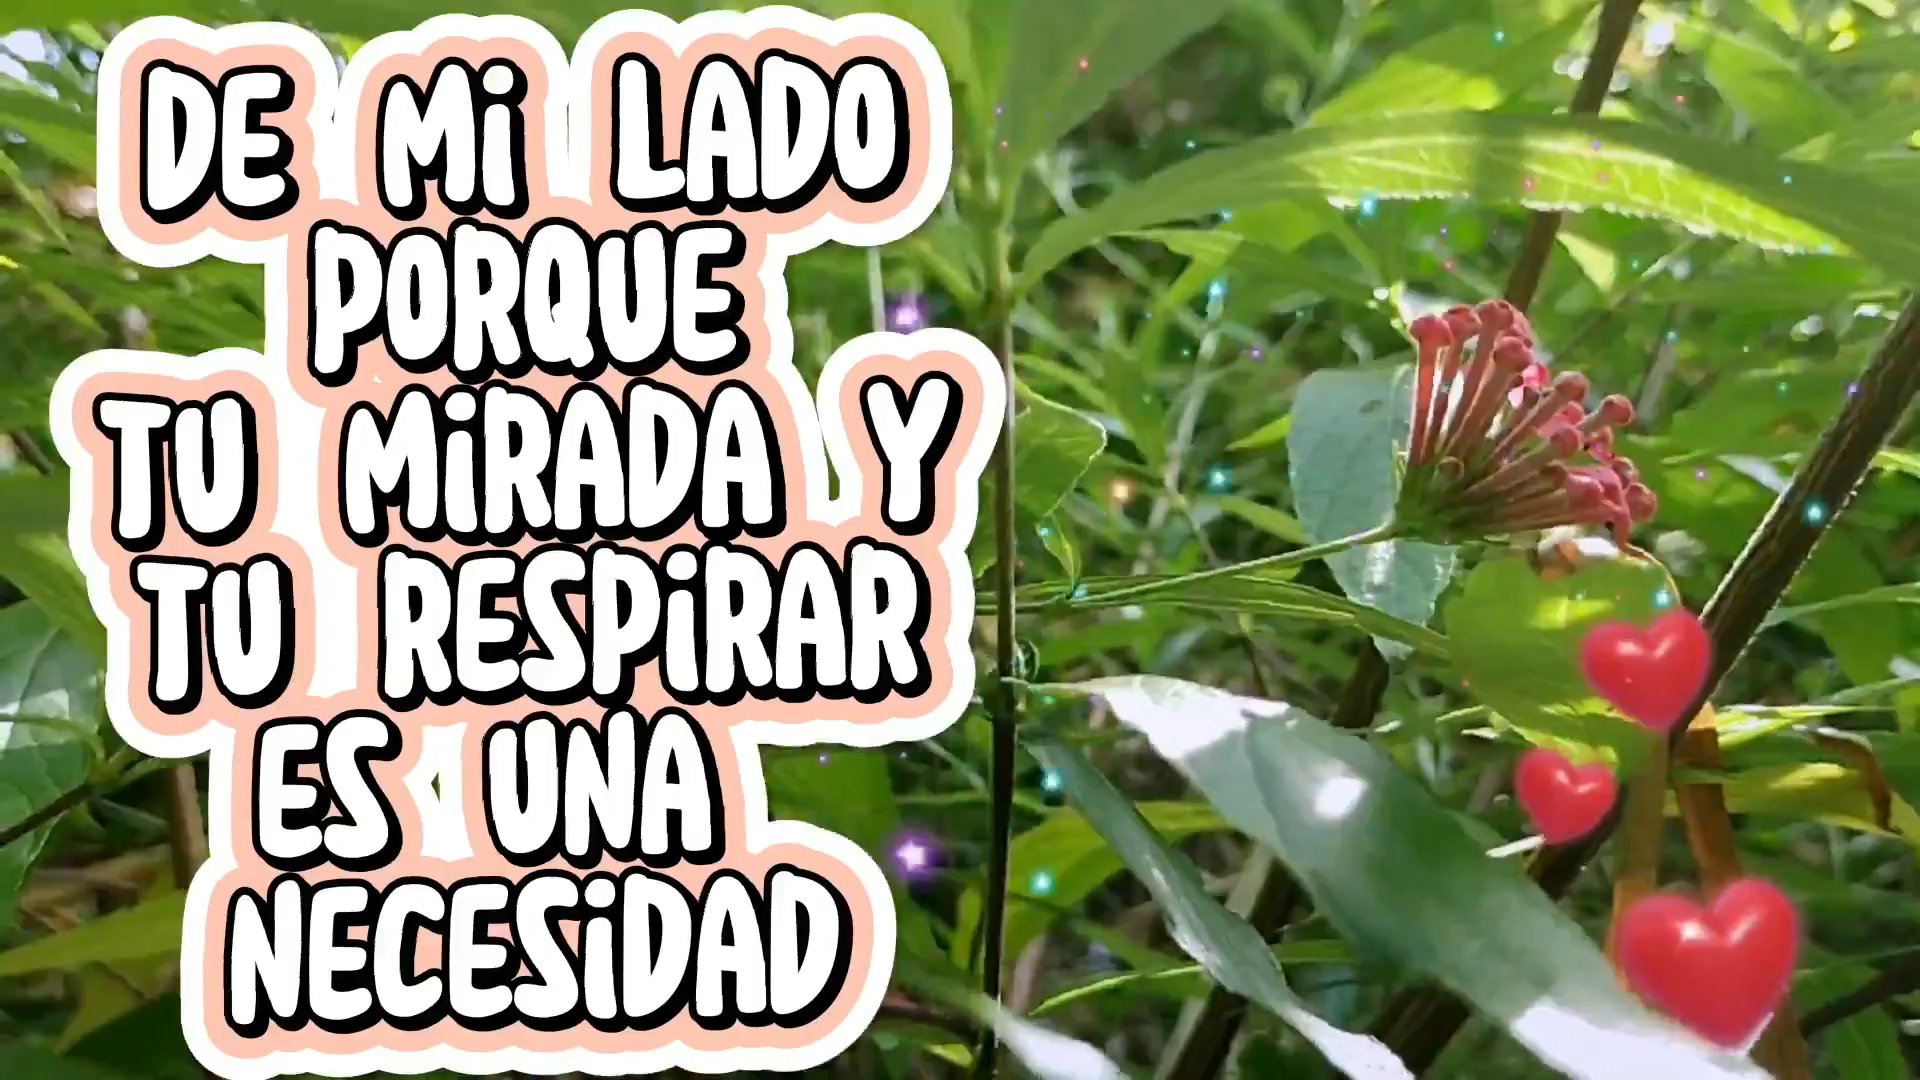 DE Mi LADO
PORQUE
TU MiRADA Y
TU RESPiRAR
ES UNA
NECESiDAD